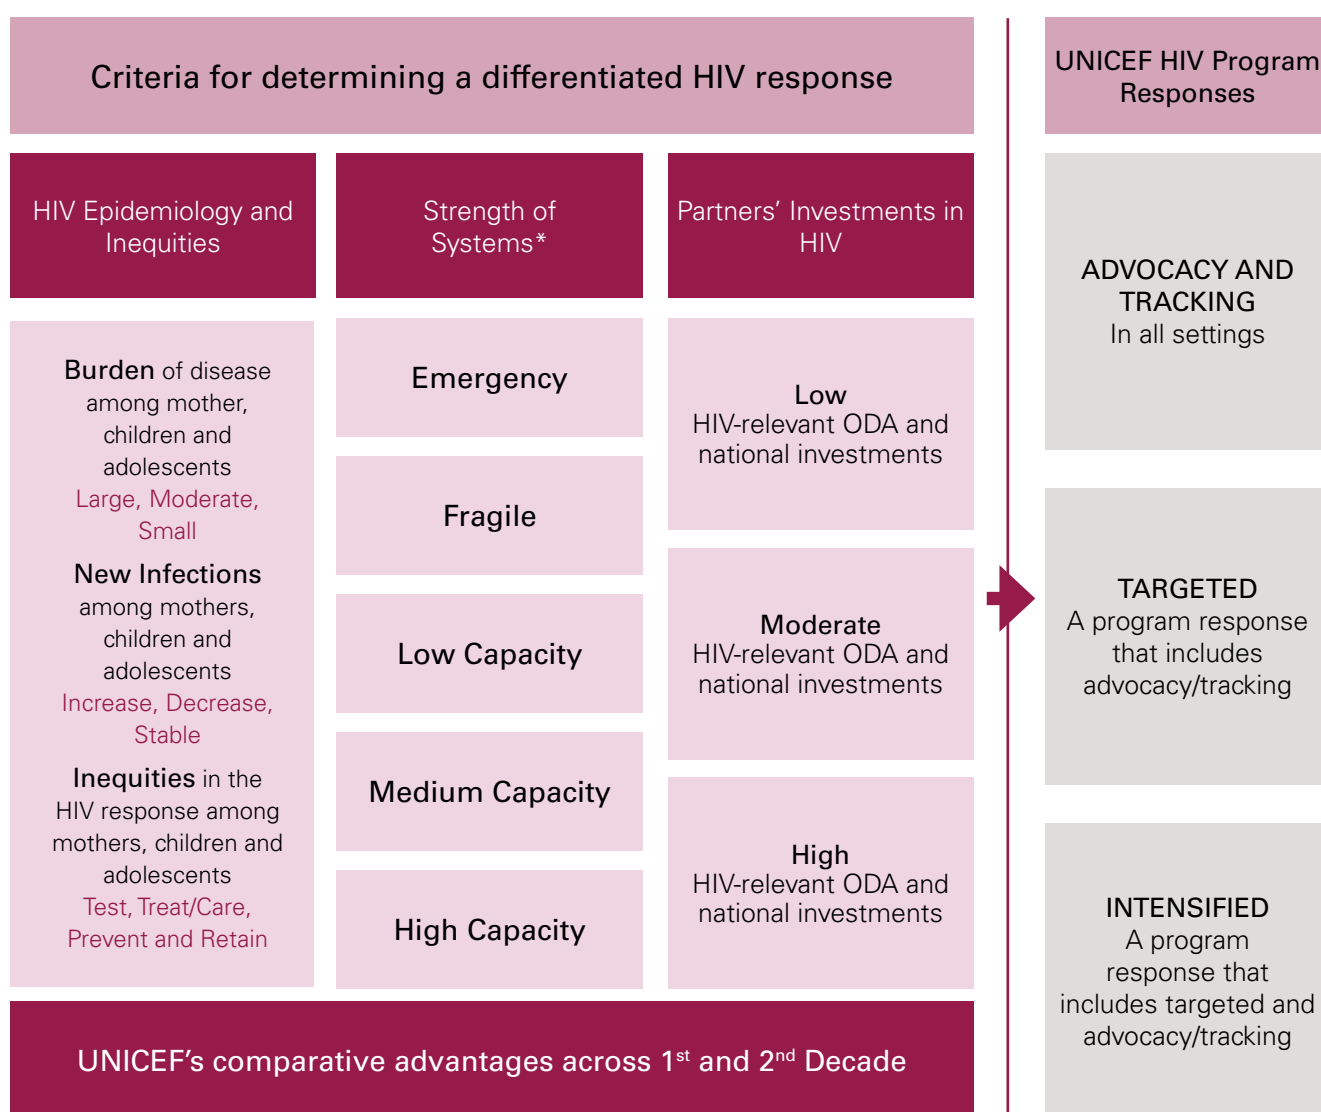 Criteria for determining a differentiated HIV response
HIV Epidemiology and
Inequities
Burden of disease
among mother,
children and
adolescents
Large, Moderate,
Small
New Infections
among mothers,
children and
adolescents
Increase, Decrease,
Stable
Inequities in the
HIV response among
mothers, children and
adolescents
Test, Treat/Care,
Prevent and Retain
Strength of
Systems*
Emergency
Fragile
Low Capacity
Medium Capacity
High Capacity
Partners’ Investments in
HIV
Low
HIV-relevant ODA and
national investments
Moderate
HIV-relevant ODA and
national investments
High
HIV-relevant ODA and
national investments
UNICEF’s comparative advantages across 1st and 2nd Decade
UNICEF HIV Program
Responses
ADVOCACY AND
TRACKING
In all settings
TARGETED
A program response
that includes
advocacy/tracking
INTENSIFIED
A program
response that
includes targeted and
advocacy/tracking